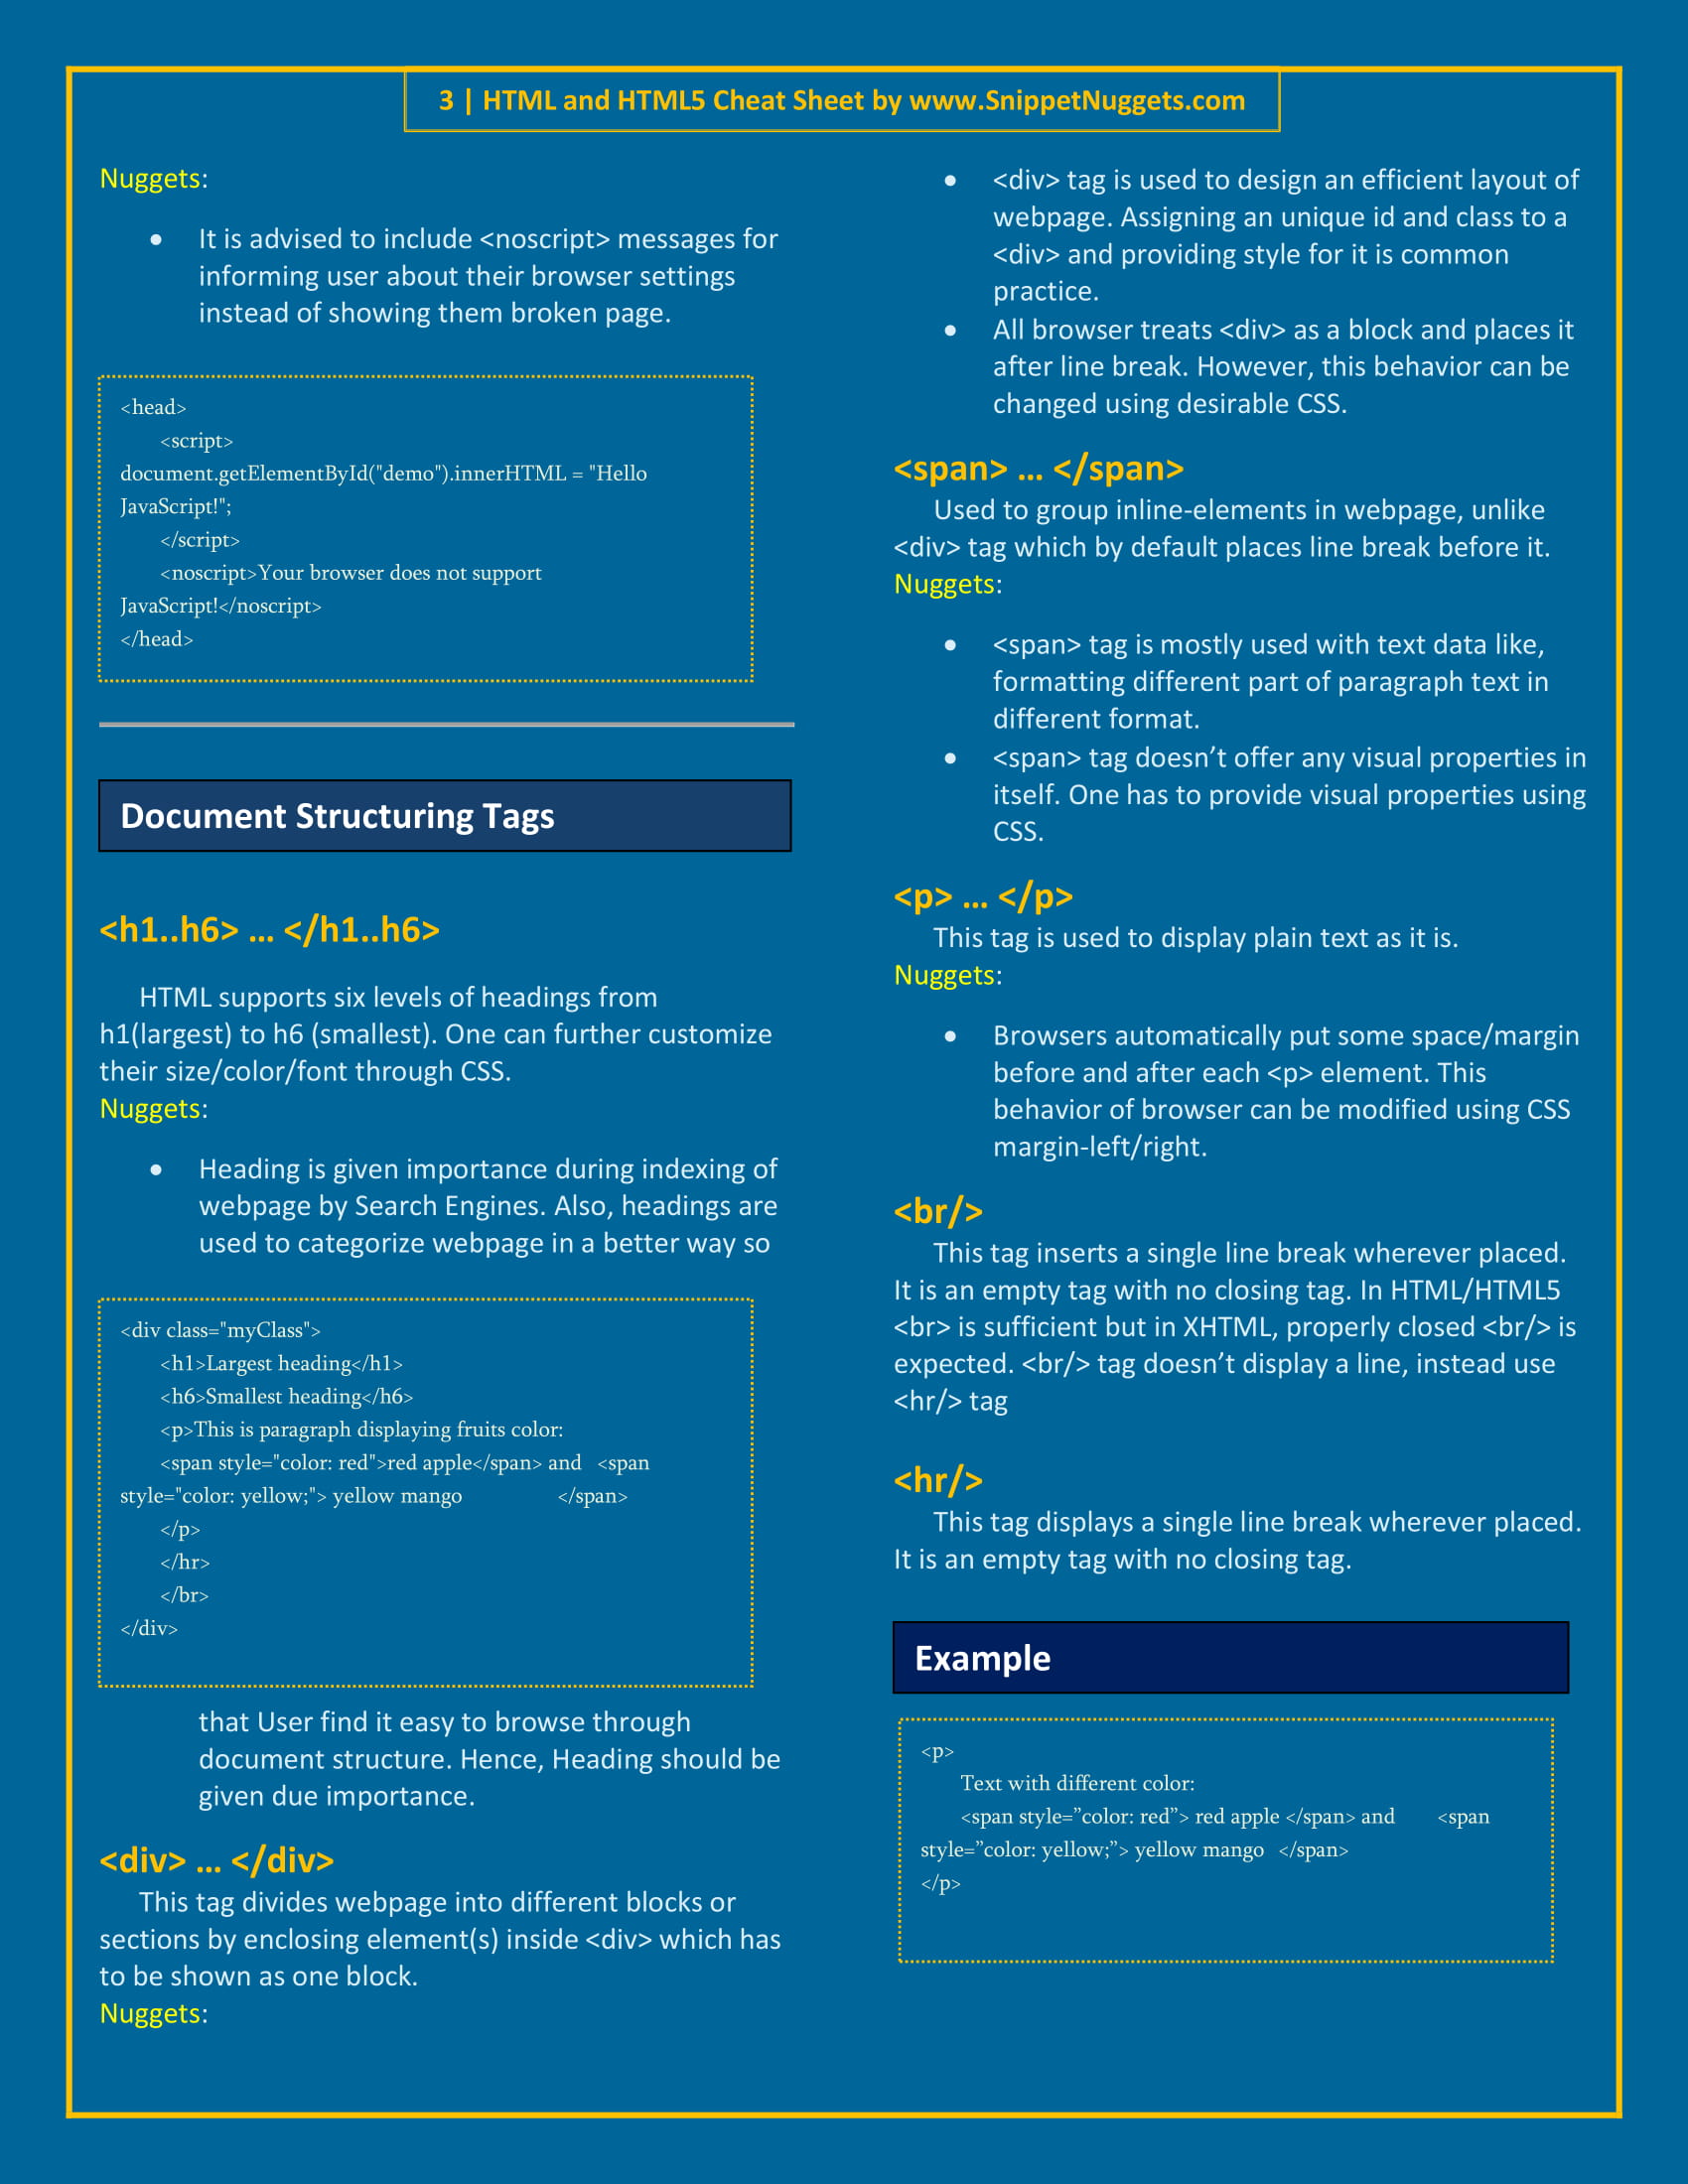 3 | HTML and HTML5 Cheat Sheet by www.SnippetNuggets.com
Nuggets:
• It is advised to include <noscript> messages for
informing user about their browser settings
instead of showing them broken page.
<head>
<script>
document.getElementById("demo").innerHTML = "Hello
JavaScript!";
</script>
<noscript>Your browser does not support
JavaScript!</noscript>
</head>
Document Structuring Tags
<h1..h6> … </h1..h6>
HTML supports six levels of headings from
h1(largest) to h6 (smallest). One can further customize
their size/color/font through CSS.
Nuggets:
• Heading is given importance during indexing of
webpage by Search Engines. Also, headings are
used to categorize webpage in a better way so
<div class="myClass">
<h1>Largest heading</h1>
<h6>Smallest heading</h6>
<p>This is paragraph displaying fruits color:
<span style="color: red">red apple</span> and <span
style="color: yellow;"> yellow mango </span>
</p>
</hr>
</br>
</div>
that User find it easy to browse through
document structure. Hence, Heading should be
given due importance.
<div> … </div>
This tag divides webpage into different blocks or
sections by enclosing element(s) inside <div> which has
to be shown as one block.
Nuggets:
• <div> tag is used to design an efficient layout of
webpage. Assigning an unique id and class to a
<div> and providing style for it is common
practice.
• All browser treats <div> as a block and places it
after line break. However, this behavior can be
changed using desirable CSS.
<span> … </span>
Used to group inline-elements in webpage, unlike
<div> tag which by default places line break before it.
Nuggets:
• <span> tag is mostly used with text data like,
formatting different part of paragraph text in
different format.
• <span> tag doesn’t offer any visual properties in
itself. One has to provide visual properties using
CSS.
<p> … </p>
This tag is used to display plain text as it is.
Nuggets:
• Browsers automatically put some space/margin
before and after each <p> element. This
behavior of browser can be modified using CSS
margin-left/right.
<br/>
This tag inserts a single line break wherever placed.
It is an empty tag with no closing tag. In HTML/HTML5
<br> is sufficient but in XHTML, properly closed <br/> is
expected. <br/> tag doesn’t display a line, instead use
<hr/> tag
<hr/>
This tag displays a single line break wherever placed.
It is an empty tag with no closing tag.
Example
<p>
Text with different color:
<span style=”color: red”> red apple </span> and <span
style=”color: yellow;”> yellow mango </span>
</p>